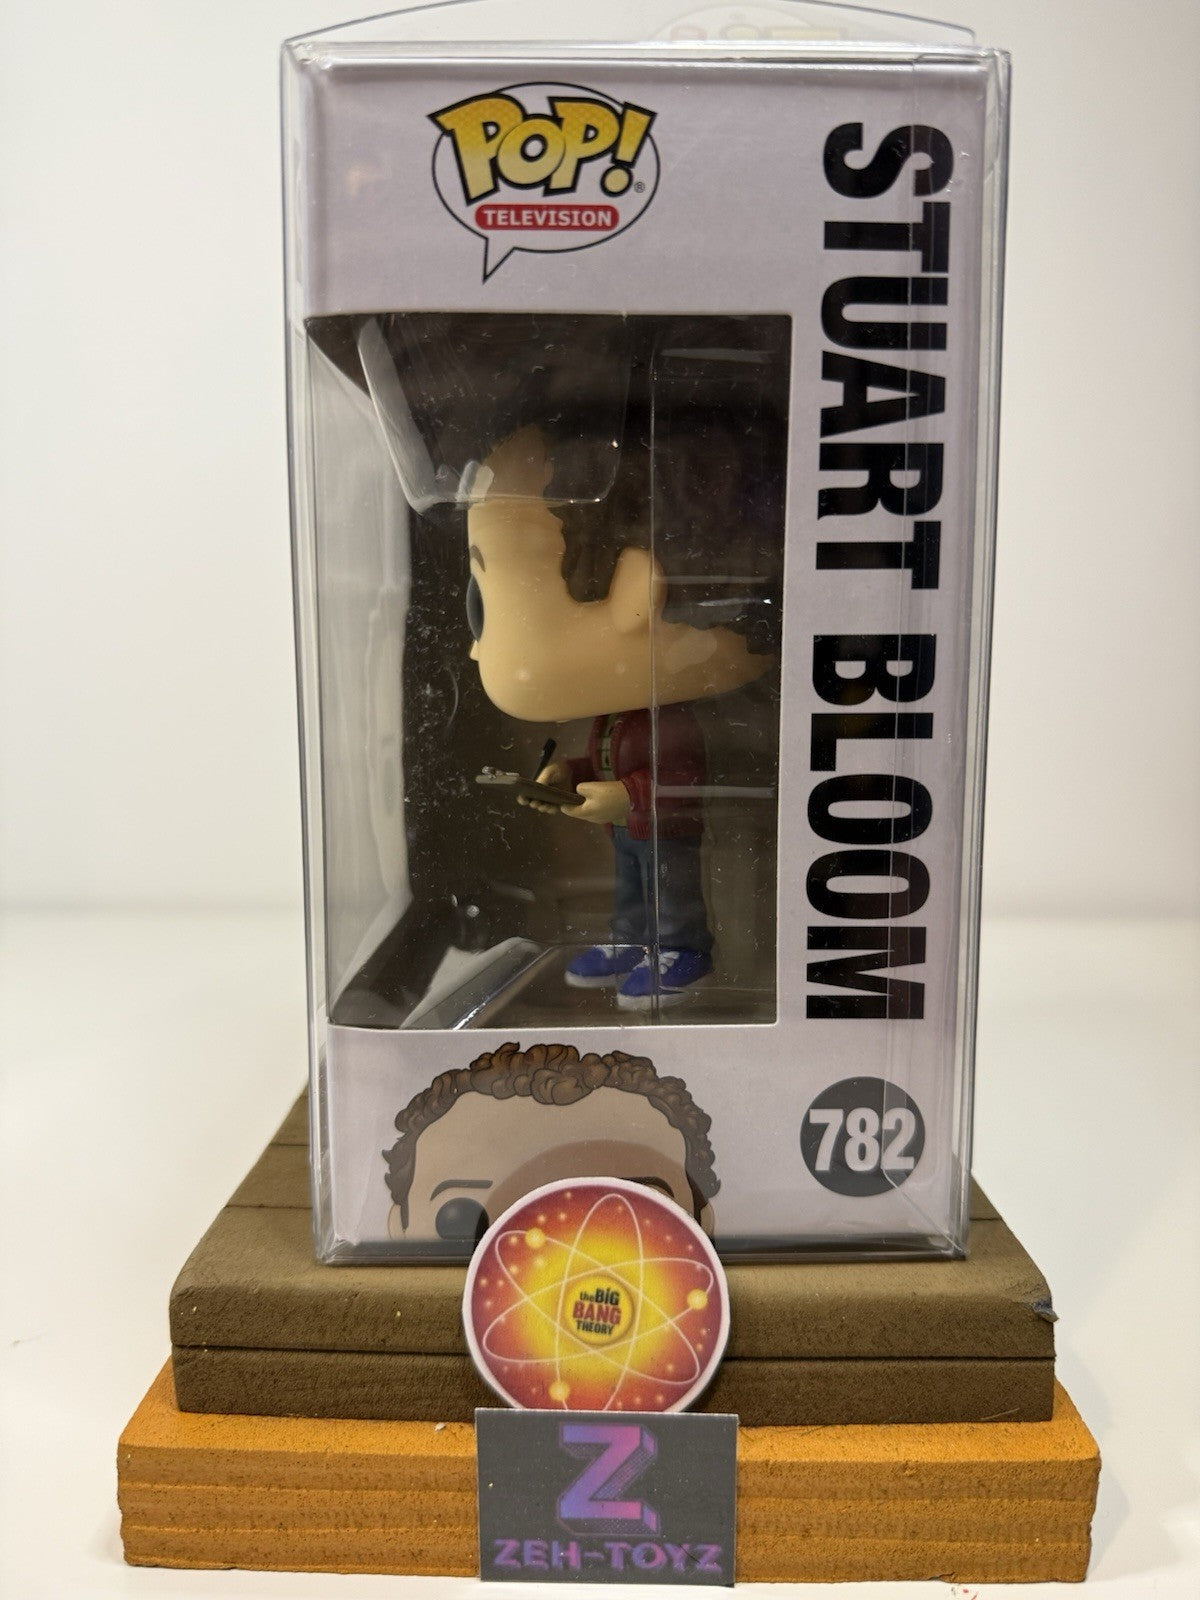 POP!®
TELEVISION
STUART BLOOM
782
the BiG
BANG
THEORY
Z
ZEH-TOYZ